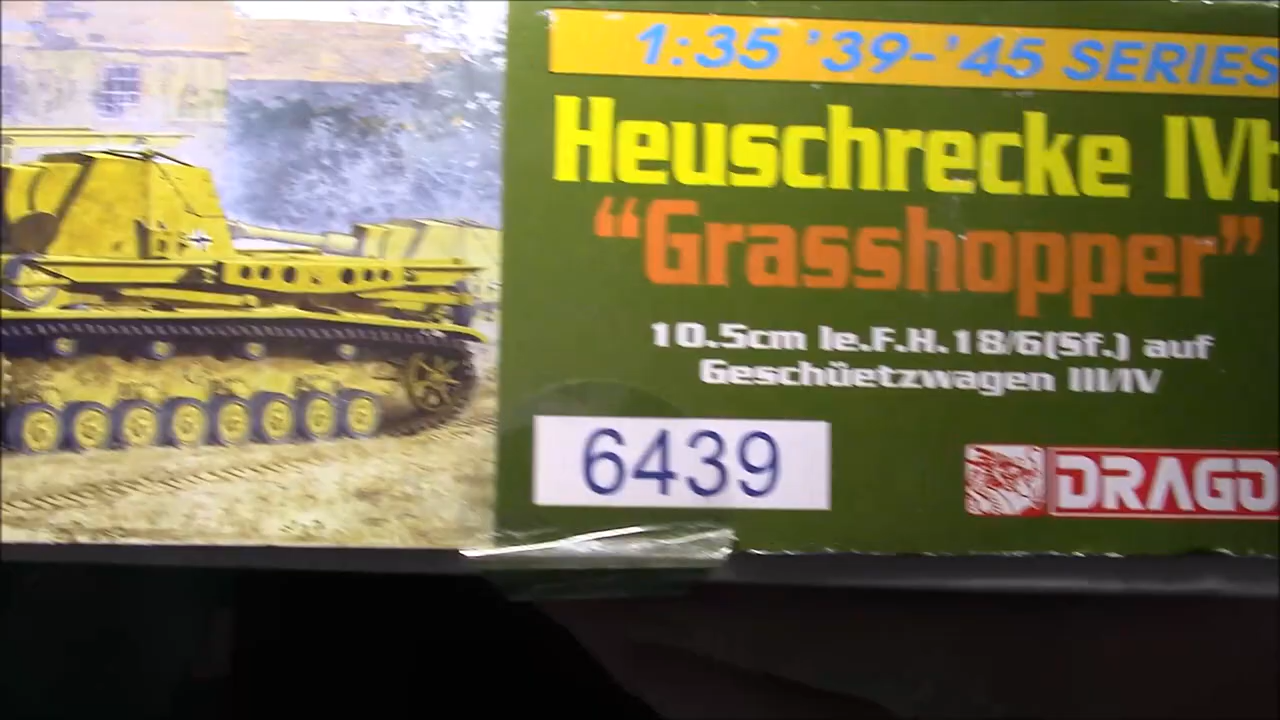 1:35 '39-'45 SERIES
Heuschrecke IVb
“Grasshopper”
10.5cm le.F.H.18/6(Sf.) auf
Geschüetzwagen III/IV
6439
DRAGO